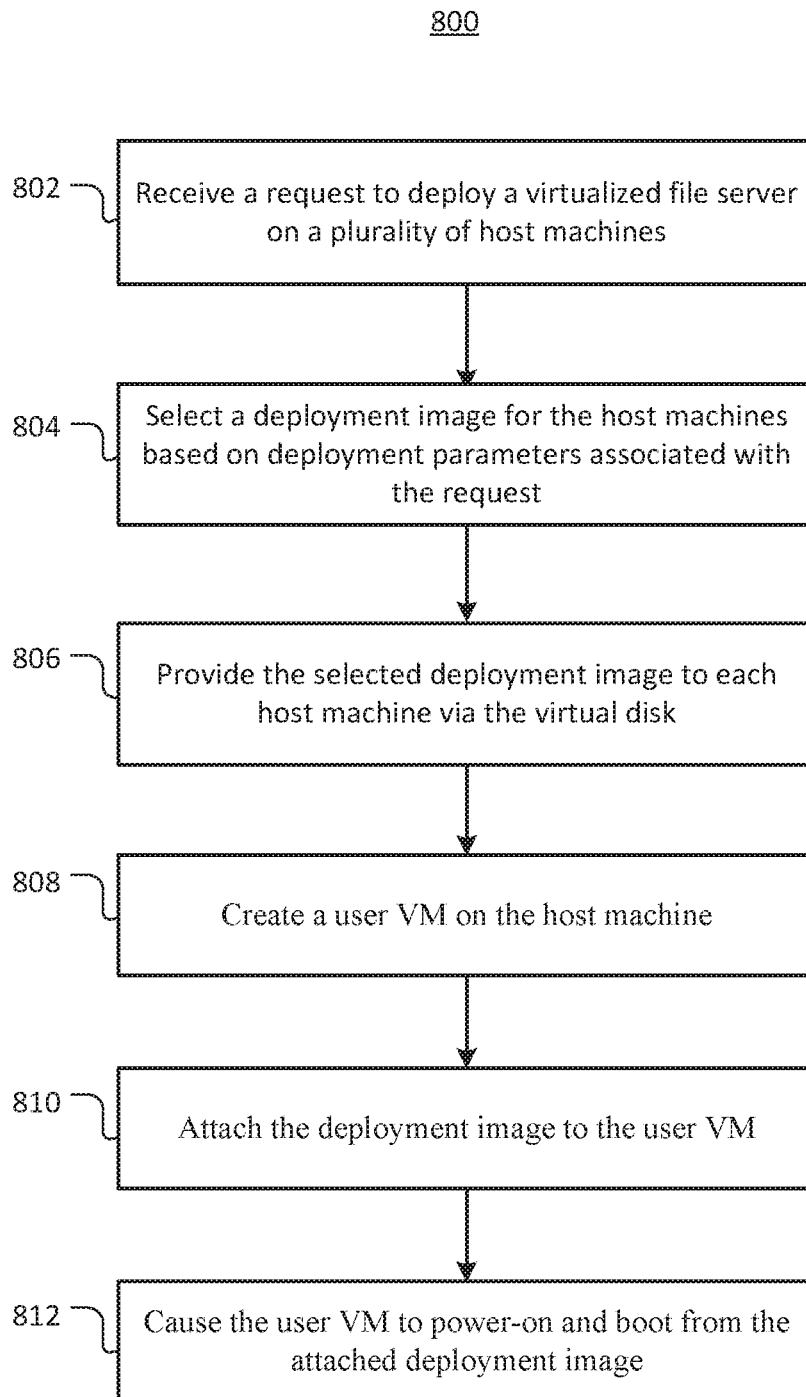 800
802
Receive a request to deploy a virtualized file server
on a plurality of host machines
804
Select a deployment image for the host machines
based on deployment parameters associated with
the request
806
Provide the selected deployment image to each
host machine via the virtual disk
808
Create a user VM on the host machine
810
Attach the deployment image to the user VM
812
Cause the user VM to power-on and boot from the
attached deployment image